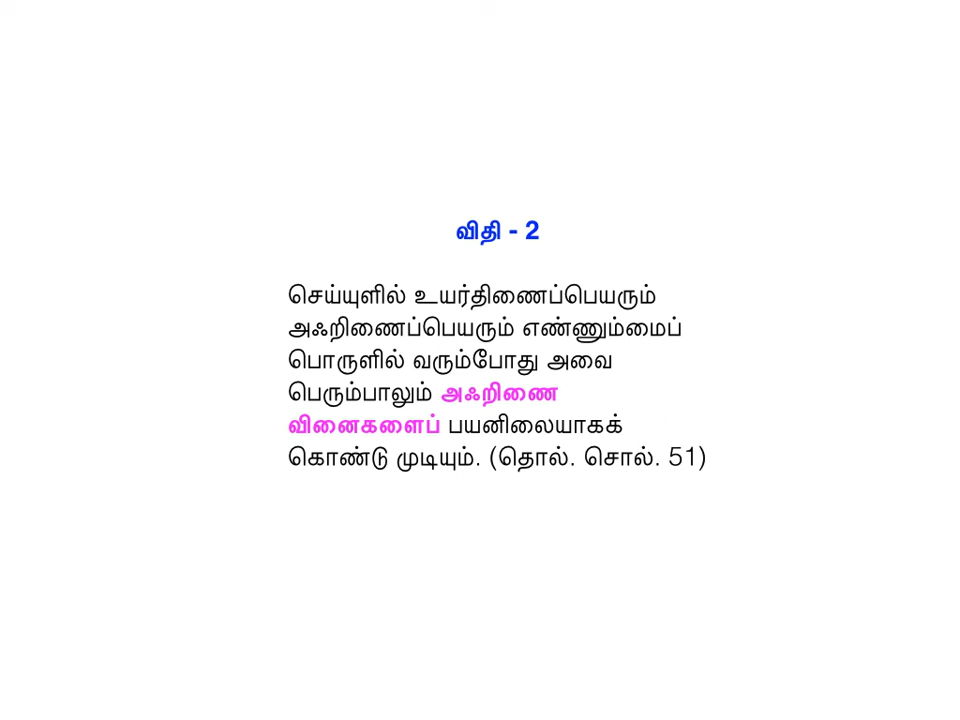 விதி - 2
செய்யுளில் உயர்திணைப்பெயரும்
அஃறிணைப்பெயரும் எண்ணும்மைப்
பொருளில் வரும்போது அவை
பெரும்பாலும் அஃறிணை
வினைகளைப் பயனிலையாகக்
கொண்டு முடியும். (தொல். சொல். 51)